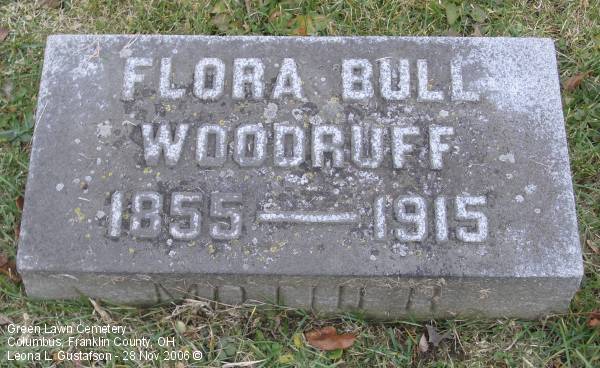 FLORA BULL
WOODRUFF
1855 — 1915
Green Lawn Cemetery
Columbus, Franklin County, OH
Leona L. Gustafson - 28 Nov 2006 ©